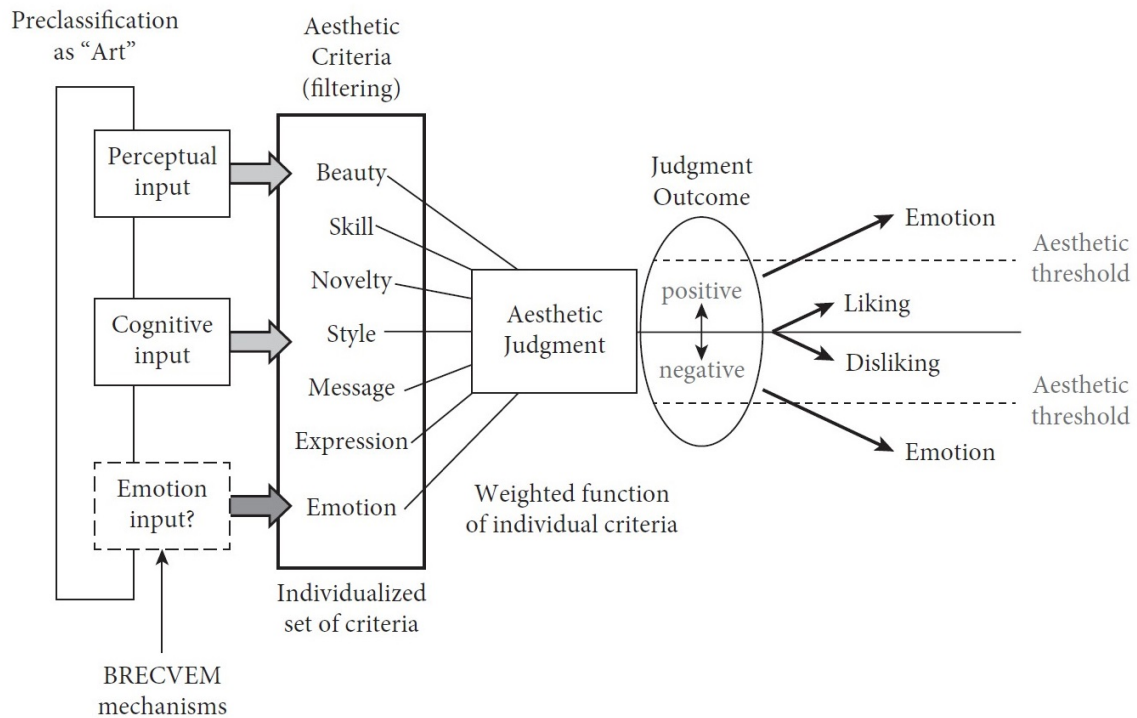 Preclassification
as “Art”
Aesthetic
Criteria
(filtering)
Perceptual
input
Cognitive
input
Emotion
input?
BRECVEM
mechanisms
Beauty
Skill
Novelty
Style
Message
Expression
Emotion
Individualized
set of criteria
Aesthetic
Judgment
Weighted function
of individual criteria
Judgment
Outcome
positive
negative
Emotion
Liking
Disliking
Emotion
Aesthetic
threshold
Aesthetic
threshold